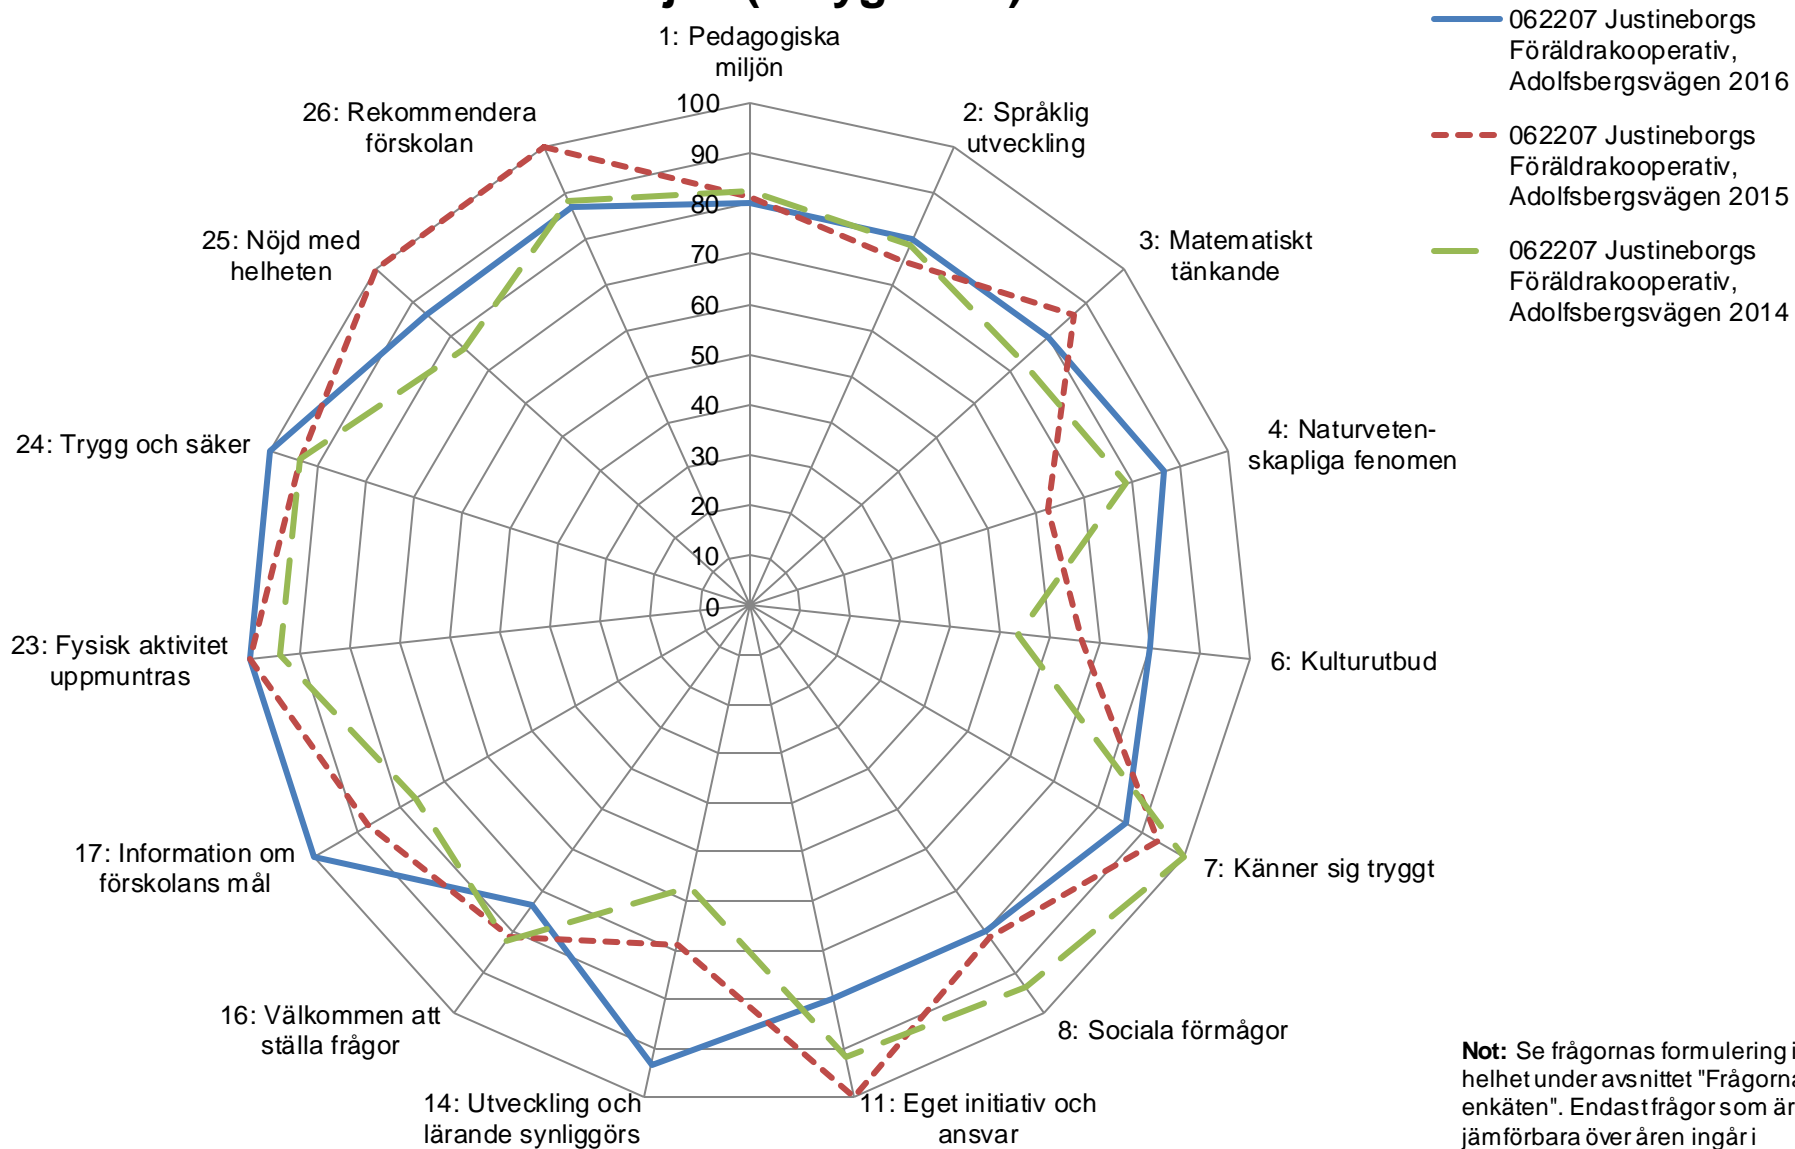 1: Pedagogiska
miljön
2: Språklig
utveckling
3: Matematiskt
tänkande
4: Naturveten-
skapliga fenomen
6: Kulturutbud
7: Känner sig tryggt
8: Sociala förmågor
11: Eget initiativ och
ansvar
14: Utveckling och
lärande synliggörs
16: Välkommen att
ställa frågor
17: Information om
förskolans mål
23: Fysisk aktivitet
uppmuntras
24: Trygg och säker
25: Nöjd med
helheten
26: Rekommendera
förskolan
100
90
80
70
60
50
40
30
20
10
0
062207 Justineborgs
Föräldrakooperativ,
Adolfsbergsvägen 2016
062207 Justineborgs
Föräldrakooperativ,
Adolfsbergsvägen 2015
062207 Justineborgs
Föräldrakooperativ,
Adolfsbergsvägen 2014
Not: Se frågornas formulering i
helhet under avsnittet "Frågorna
enkäten". Endast frågor som är
jämförbara över åren ingår i